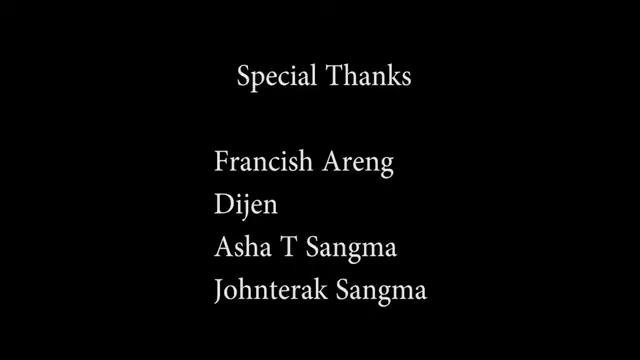 Special Thanks
Francish Areng
Dijen
Asha T Sangma
Johnterak Sangma